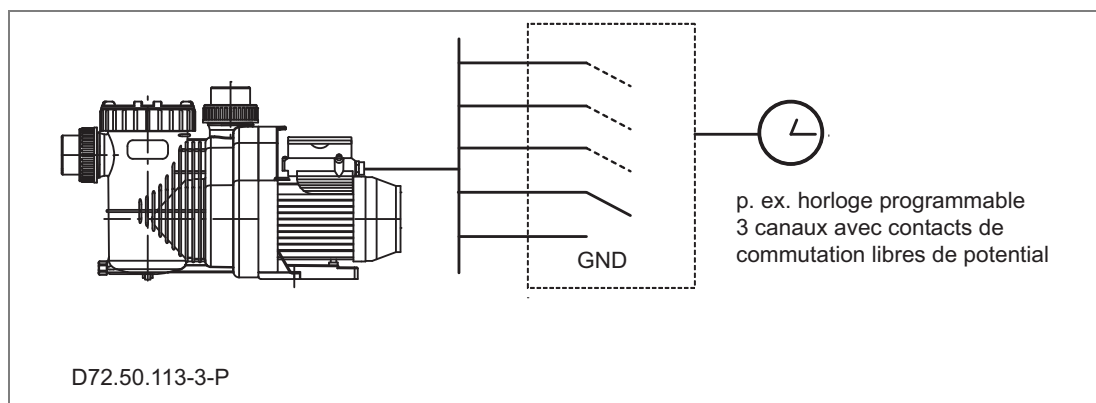 GND
p. ex. horloge programmable
3 canaux avec contacts de
commutation libres de potential
D72.50.113-3-P